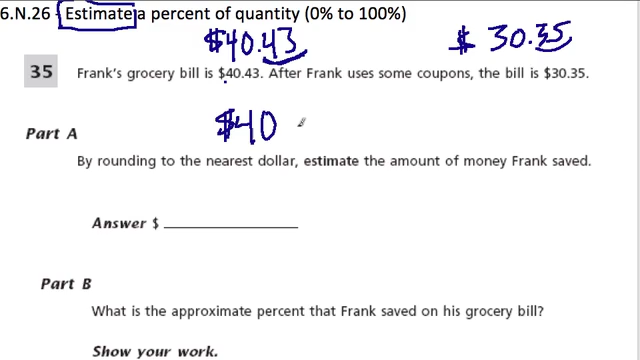 6.N.26 - Estimate a percent of quantity (0% to 100%)
$40.43 $30.35
35 Frank's grocery bill is $40.43. After Frank uses some coupons, the bill is $30.35.
$40
Part A
By rounding to the nearest dollar, estimate the amount of money Frank saved.
Answer $ ____________
Part B
What is the approximate percent that Frank saved on his grocery bill?
Show your work.